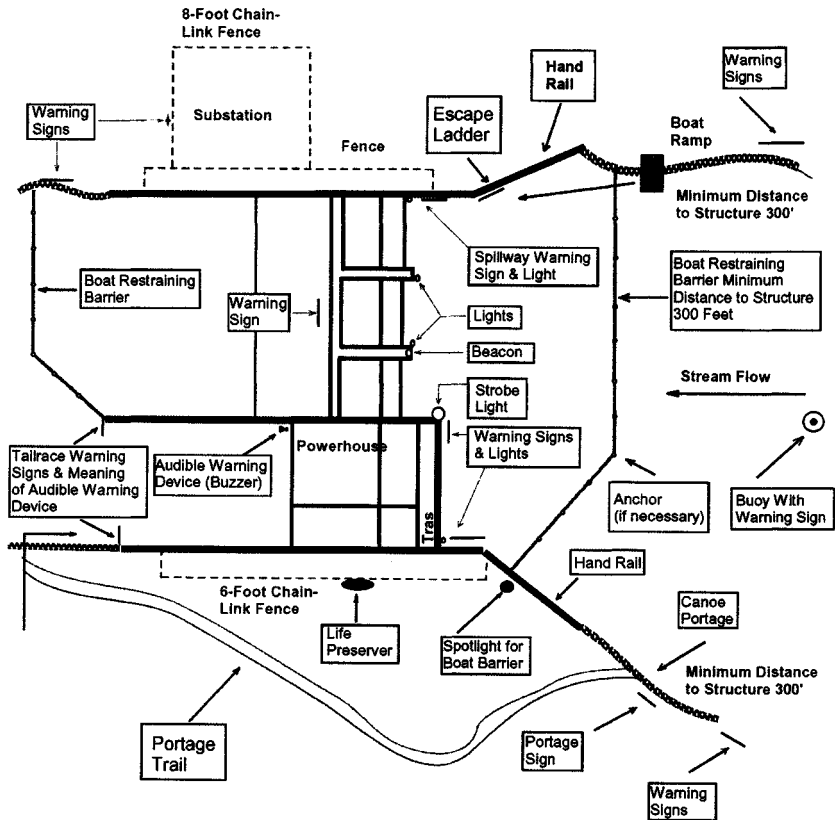 8-Foot Chain-
Link Fence
Substation
Warning
Signs
Fence
Escape
Ladder
Hand
Rail
Warning
Signs
Boat
Ramp
Minimum Distance
to Structure 300'
Boat Restraining
Barrier
Warning
Sign
Spillway Warning
Sign & Light
Lights
Beacon
Boat Restraining
Barrier Minimum
Distance to Structure
300 Feet
Stream Flow
Strobe
Light
Tailrace Warning
Signs & Meaning
of Audible Warning
Device
Audible Warning
Device (Buzzer)
Powerhouse
Warning Signs
& Lights
Tras
Anchor
(if necessary)
Buoy With
Warning Sign
6-Foot Chain-
Link Fence
Life
Preserver
Spotlight for
Boat Barrier
Hand Rail
Canoe
Portage
Minimum Distance
to Structure 300'
Portage
Trail
Portage
Sign
Warning
Signs